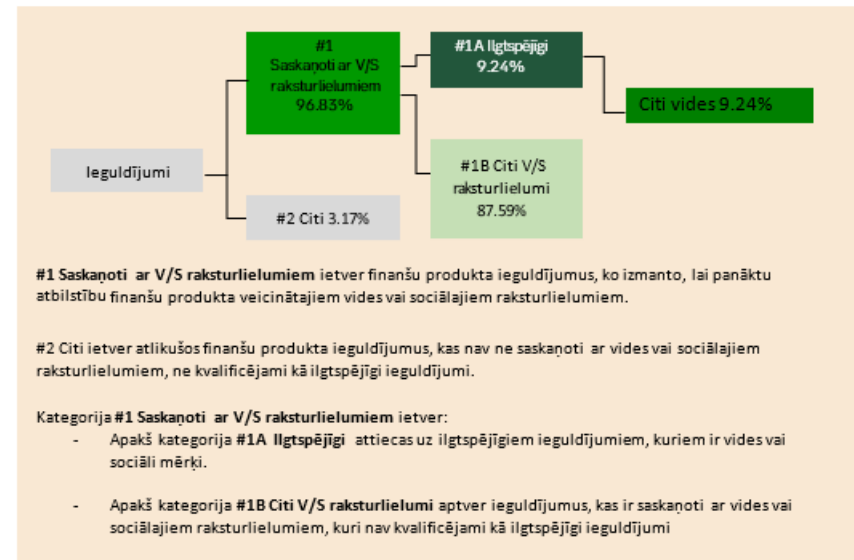 #1
Saskaņoti ar V/S
raksturlielumiem
96.83%
#1A Ilgtspējīgi
9.24%
Citi vides 9.24%
Ieguldījumi
#1B Citi V/S
raksturlielumi
87.59%
#2 Citi 3.17%
#1 Saskaņoti ar V/S raksturlielumiem ietver finanšu produkta ieguldījumus, ko izmanto, lai panāktu
atbilstību finanšu produkta veicinātajiem vides vai sociālajiem raksturlielumiem.
#2 Citi ietver atlikušos finanšu produkta ieguldījumus, kas nav ne saskaņoti ar vides vai sociālajiem
raksturlielumiem, ne kvalificējami kā ilgtspējīgi ieguldījumi.
Kategorija #1 Saskaņoti ar V/S raksturlielumiem ietver:
- Apakš kategorija #1A Ilgtspējīgi attiecas uz ilgtspējīgiem ieguldījumiem, kuriem ir vides vai
sociāli mērķi.
- Apakš kategorija #1B Citi V/S raksturlielumi aptver ieguldījumus, kas ir saskaņoti ar vides vai
sociālajiem raksturlielumiem, kuri nav kvalificējami kā ilgtspējīgi ieguldījumi